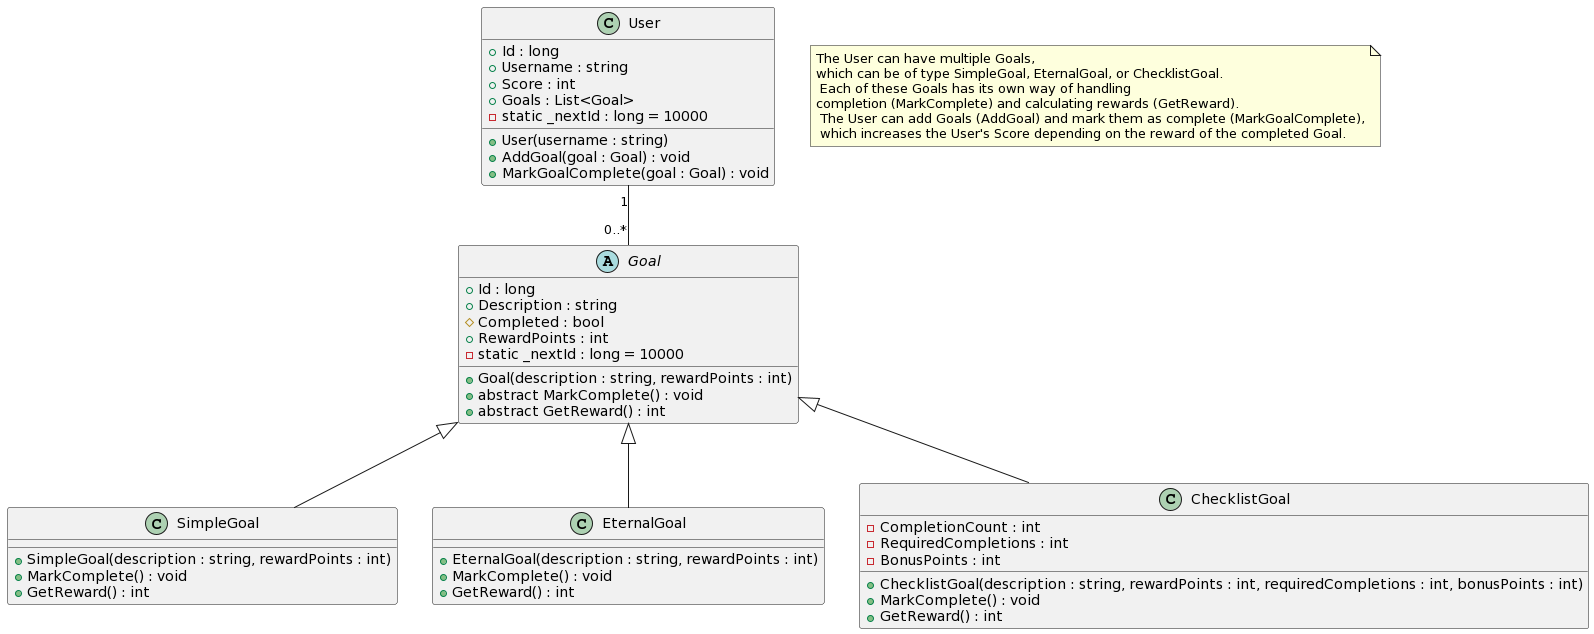 C User
Id : long
Username : string
Score : int
Goals : List<Goal>
static _nextId : long = 10000
User(username : string)
AddGoal(goal : Goal) : void
MarkGoalComplete(goal : Goal) : void
The User can have multiple Goals,
which can be of type SimpleGoal, EternalGoal, or ChecklistGoal.
Each of these Goals has its own way of handling
completion (MarkComplete) and calculating rewards (GetReward).
The User can add Goals (AddGoal) and mark them as complete (MarkGoalComplete),
which increases the User's Score depending on the reward of the completed Goal.
1
0..*
A Goal
Id : long
Description : string
Completed : bool
RewardPoints : int
static _nextId : long = 10000
Goal(description : string, rewardPoints : int)
abstract MarkComplete() : void
abstract GetReward() : int
C SimpleGoal
SimpleGoal(description : string, rewardPoints : int)
MarkComplete() : void
GetReward() : int
C EternalGoal
EternalGoal(description : string, rewardPoints : int)
MarkComplete() : void
GetReward() : int
C ChecklistGoal
CompletionCount : int
RequiredCompletions : int
BonusPoints : int
ChecklistGoal(description : string, rewardPoints : int, requiredCompletions : int, bonusPoints : int)
MarkComplete() : void
GetReward() : int